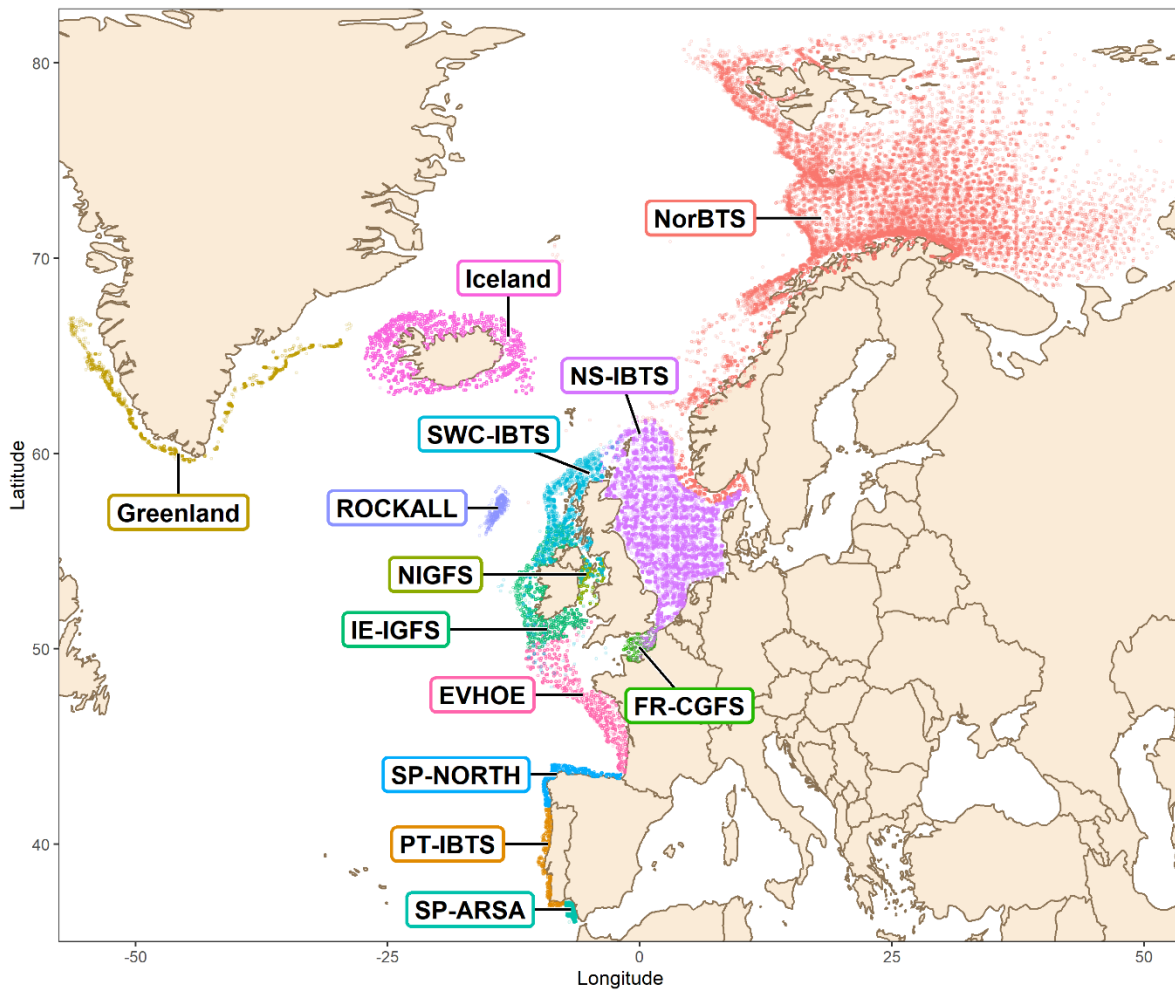 80
NorBTS
70
Iceland
NS-IBTS
SWC-IBTS
60
Latitude
Greenland
ROCKALL
NIGFS
IE-IGFS
50
EVHOE
FR-CGFS
SP-NORTH
PT-IBTS
40
SP-ARSA
-50
-25
0
25
50
Longitude